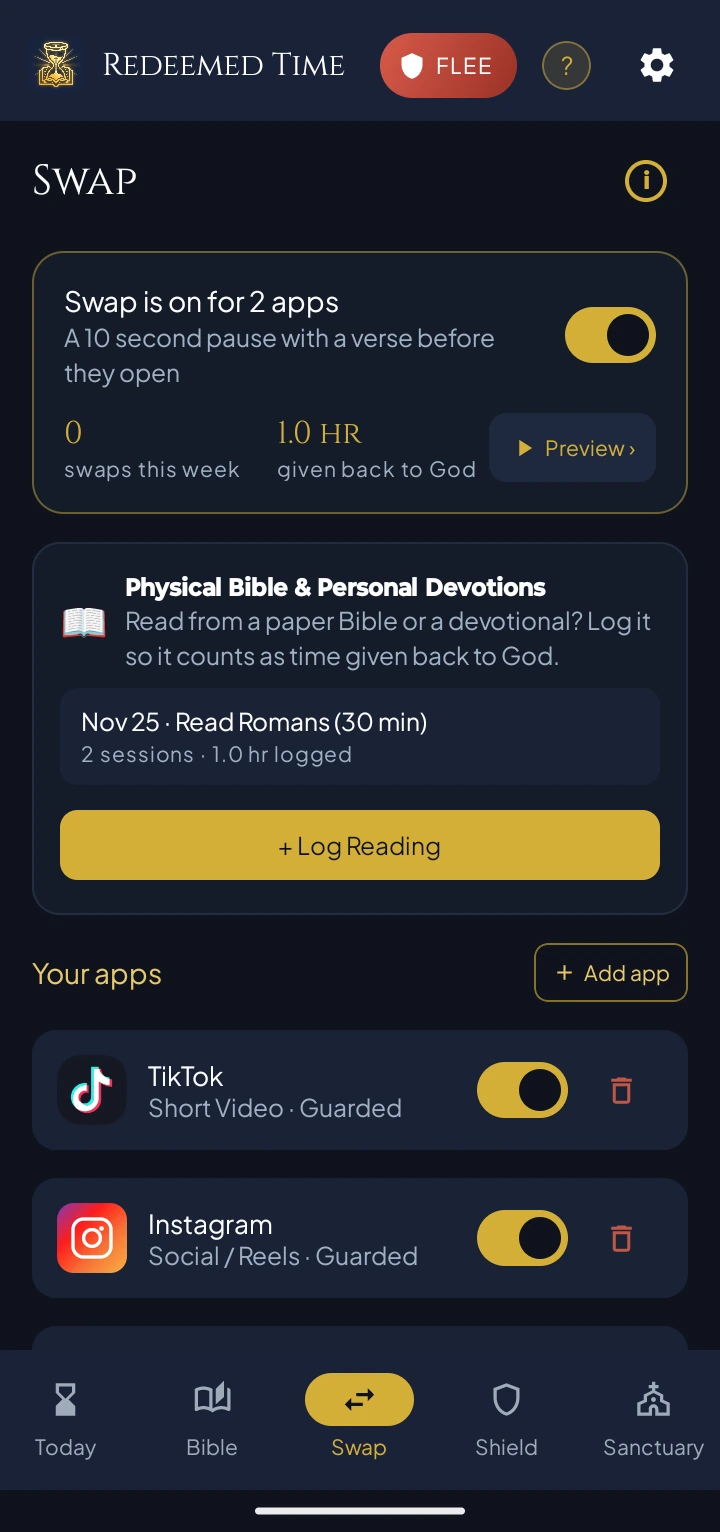 REDEEMED TIME
FLEE
?
SWAP
i
Swap is on for 2 apps
A 10 second pause with a verse before
they open
0
1.0 HR
swaps this week
given back to God
Preview ›
Physical Bible & Personal Devotions
Read from a paper Bible or a devotional? Log it
so it counts as time given back to God.
Nov 25 · Read Romans (30 min)
2 sessions · 1.0 hr logged
+ Log Reading
Your apps
+ Add app
TikTok
Short Video · Guarded
Instagram
Social / Reels · Guarded
Today
Bible
Swap
Shield
Sanctuary